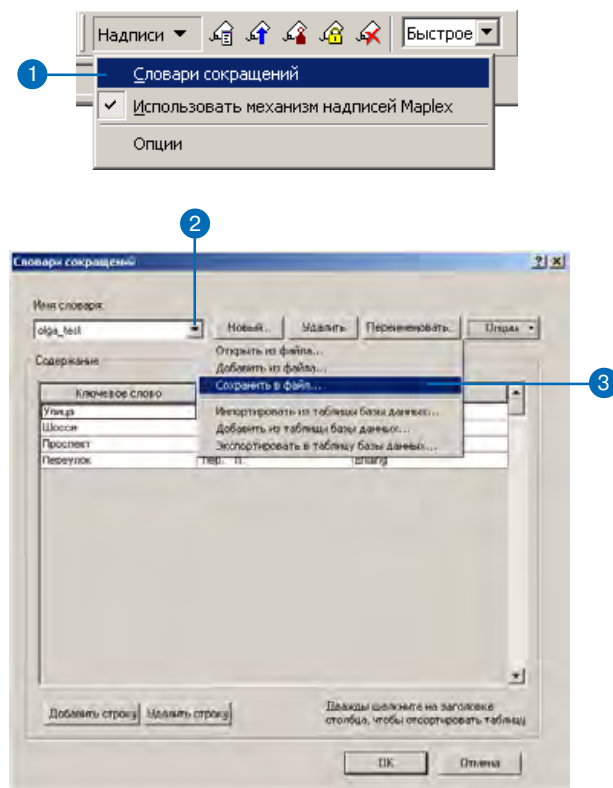 Надписи
Быстрое
1
Словари сокращений
Использовать механизм надписей Maplex
Опции
2
Словари сокращений
Имя словаря:
olga_test
Новый...
Удалить
Переименовать...
Опции
Содержание
Открыть из файла...
Добавить из файла...
Сохранить в файл...
3
Импортировать из таблицы базы данных...
Добавить из таблицы базы данных...
Экспортировать в таблицу базы данных...
Ключевое слово
Улица
Шоссе
Проспект
Переулок
пер. п.
Ending
Добавить строку
Удалить строку
Дважды щелкните на заголовке
столбца, чтобы отсортировать таблицу
OK
Отмена